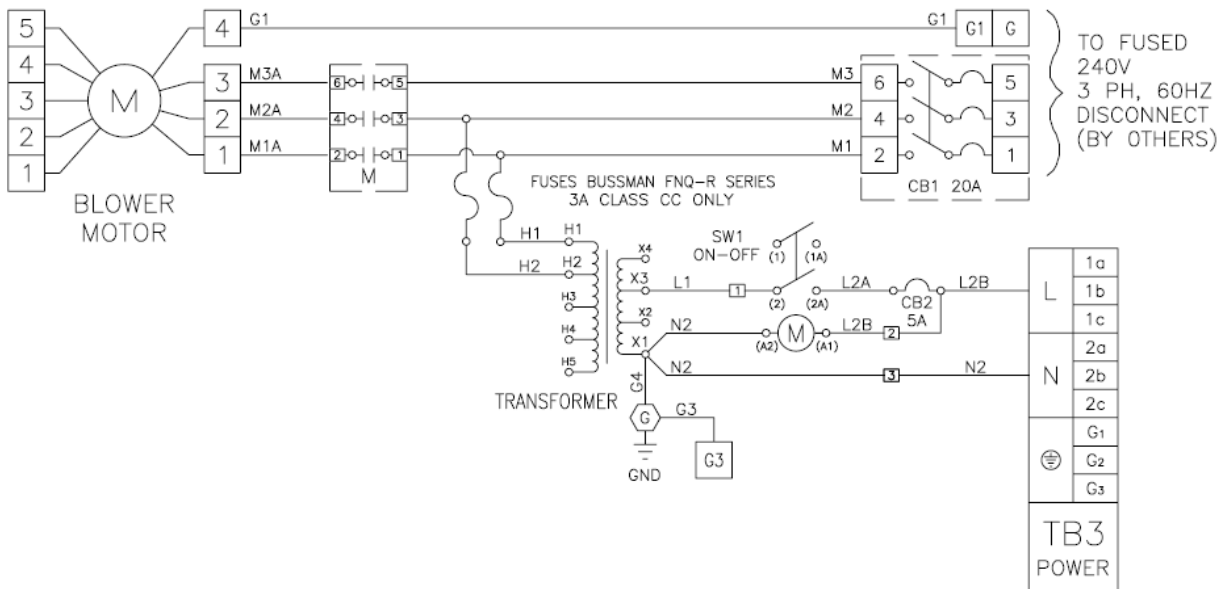 5
4
3
2
1
M
BLOWER
MOTOR
4
3
2
1
G1
M3A
M2A
M1A
6 5
4 3
2 1
M
M3
M2
M1
G1
G1 G
6 5
4 3
2 1
CB1 20A
TO FUSED
240V
3 PH, 60HZ
DISCONNECT
(BY OTHERS)
FUSES BUSSMAN FNQ-R SERIES
3A CLASS CC ONLY
H1 H1
H2 H2
H3
H4
H5
X4
X3
X2
X1
TRANSFORMER
SW1
ON-OFF
(1) (1A)
L1 1 (2) (2A) L2A
CB2
5A
L2B
N2 (A2) M (A1) L2B 2
N2 3 N2
G4
G G3
G3
GND
L
1a
1b
1c
N
2a
2b
2c
G1
G2
G3
TB3
POWER